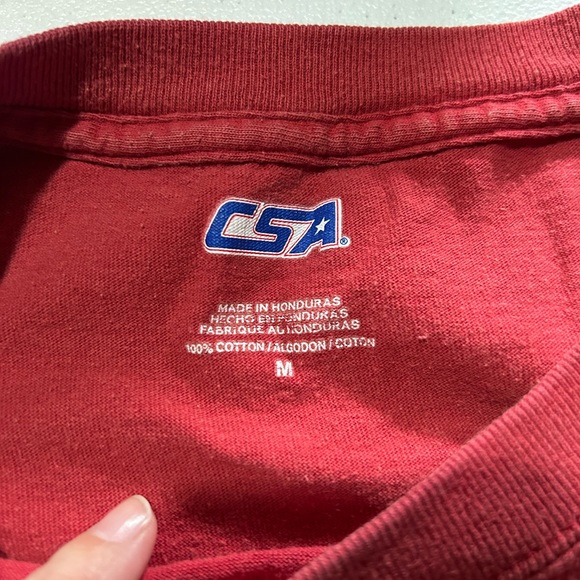 CSA®
MADE IN HONDURAS
HECHO EN HONDURAS
FABRIQUE AU HONDURAS
100% COTTON / ALGODON / COTON
M